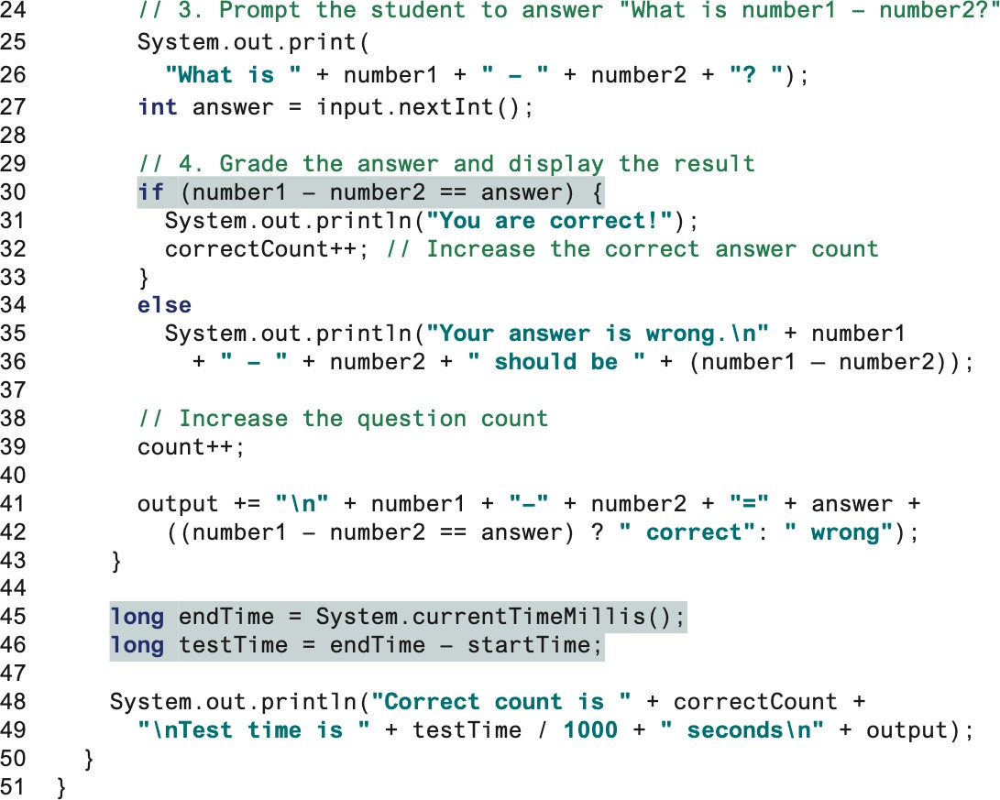 24 // 3. Prompt the student to answer "What is number1 – number2?"
25 System.out.print(
26 "What is " + number1 + " – " + number2 + "? ");
27 int answer = input.nextInt();
28
29 // 4. Grade the answer and display the result
30 if (number1 – number2 == answer) {
31 System.out.println("You are correct!");
32 correctCount++; // Increase the correct answer count
33 }
34 else
35 System.out.println("Your answer is wrong.\n" + number1
36 + " – " + number2 + " should be " + (number1 – number2));
37
38 // Increase the question count
39 count++;
40
41 output += "\n" + number1 + "–" + number2 + "=" + answer +
42 ((number1 – number2 == answer) ? " correct": " wrong");
43 }
44
45 long endTime = System.currentTimeMillis();
46 long testTime = endTime – startTime;
47
48 System.out.println("Correct count is " + correctCount +
49 "\nTest time is " + testTime / 1000 + " seconds\n" + output);
50 }
51 }